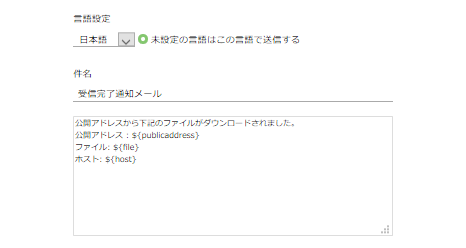 言語設定
日本語 未設定の言語はこの言語で送信する
件名
受信完了通知メール
公開アドレスから下記のファイルがダウンロードされました。
公開アドレス : ${publicaddress}
ファイル: ${file}
ホスト: ${host}